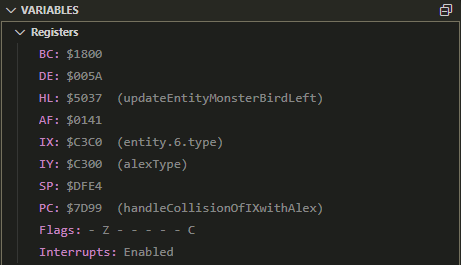 VARIABLES
Registers
BC: $1800
DE: $005A
HL: $5037 (updateEntityMonsterBirdLeft)
AF: $0141
IX: $C3C0 (entity.6.type)
IY: $C300 (alexType)
SP: $DFE4
PC: $7D99 (handleCollisionOfIXwithAlex)
Flags: - Z - - - - - C
Interrupts: Enabled